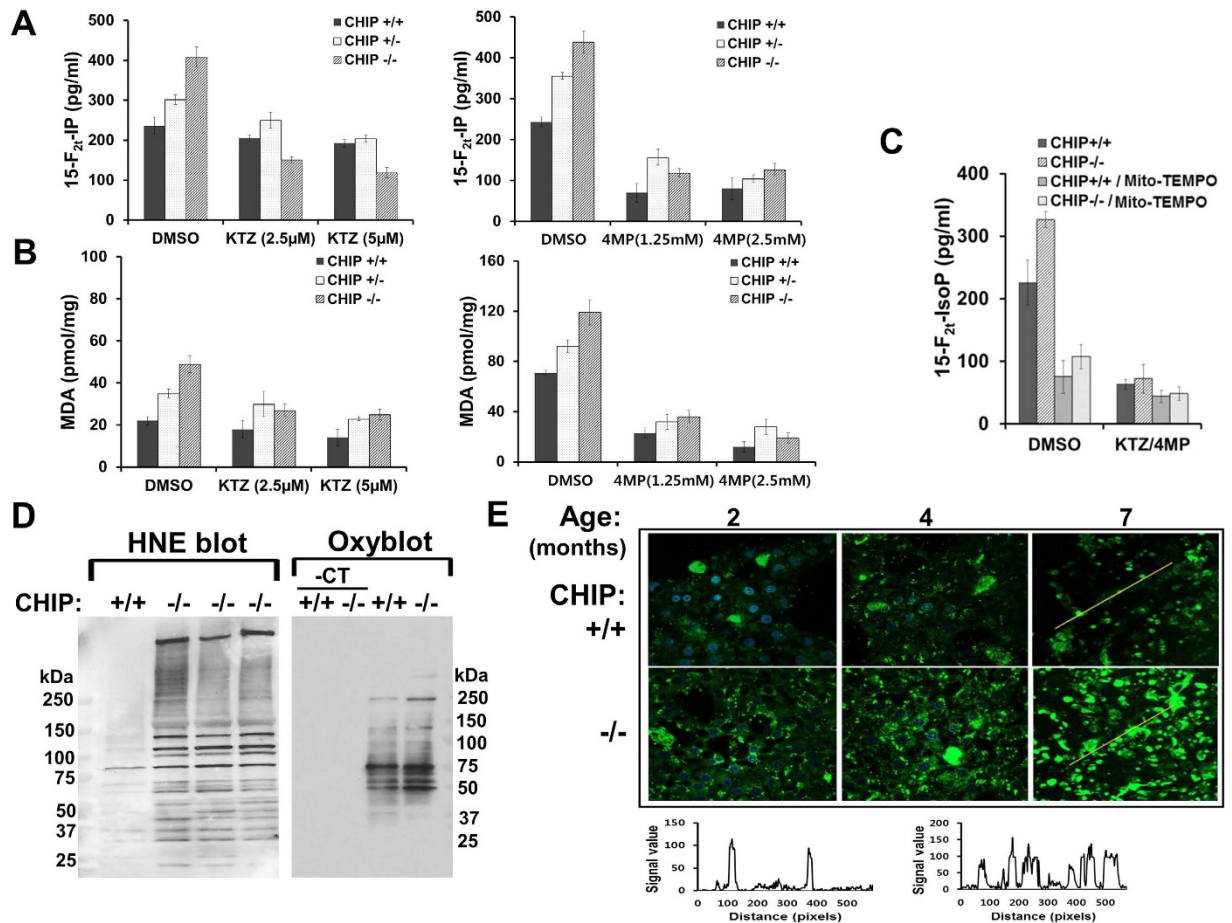 A
500
400
300
200
100
0
15-F2t-IP (pg/ml)
CHIP +/+
CHIP +/-
CHIP -/-
DMSO KTZ (2.5µM) KTZ (5µM)
500
400
300
200
100
0
15-F2t-IP (pg/ml)
CHIP +/+
CHIP +/-
CHIP -/-
DMSO 4MP(1.25mM) 4MP(2.5mM)
B
100
80
60
40
20
0
MDA (pmol/mg)
CHIP +/+
CHIP +/-
CHIP -/-
DMSO KTZ (2.5µM) KTZ (5µM)
160
120
80
40
0
MDA (pmol/mg)
CHIP +/+
CHIP +/-
CHIP -/-
DMSO 4MP(1.25mM) 4MP(2.5mM)
C
CHIP+/+
CHIP-/-
CHIP+/+ / Mito-TEMPO
CHIP-/- / Mito-TEMPO
400
300
200
100
0
15-F2t-IsoP (pg/ml)
DMSO KTZ/4MP
D
HNE blot Oxyblot
-CT
CHIP: +/+ -/- -/- -/- +/+ -/- +/+ -/-
kDa
250
150
100
75
50
37
25
kDa
250
150
100
75
50
37
25
E
Age: 2 4 7
(months)
CHIP:
+/+
-/-
Signal value
150
100
50
0
0 100 200 300 400 500
Distance (pixels)
Signal value
200
150
100
50
0
0 100 200 300 400 500
Distance (pixels)